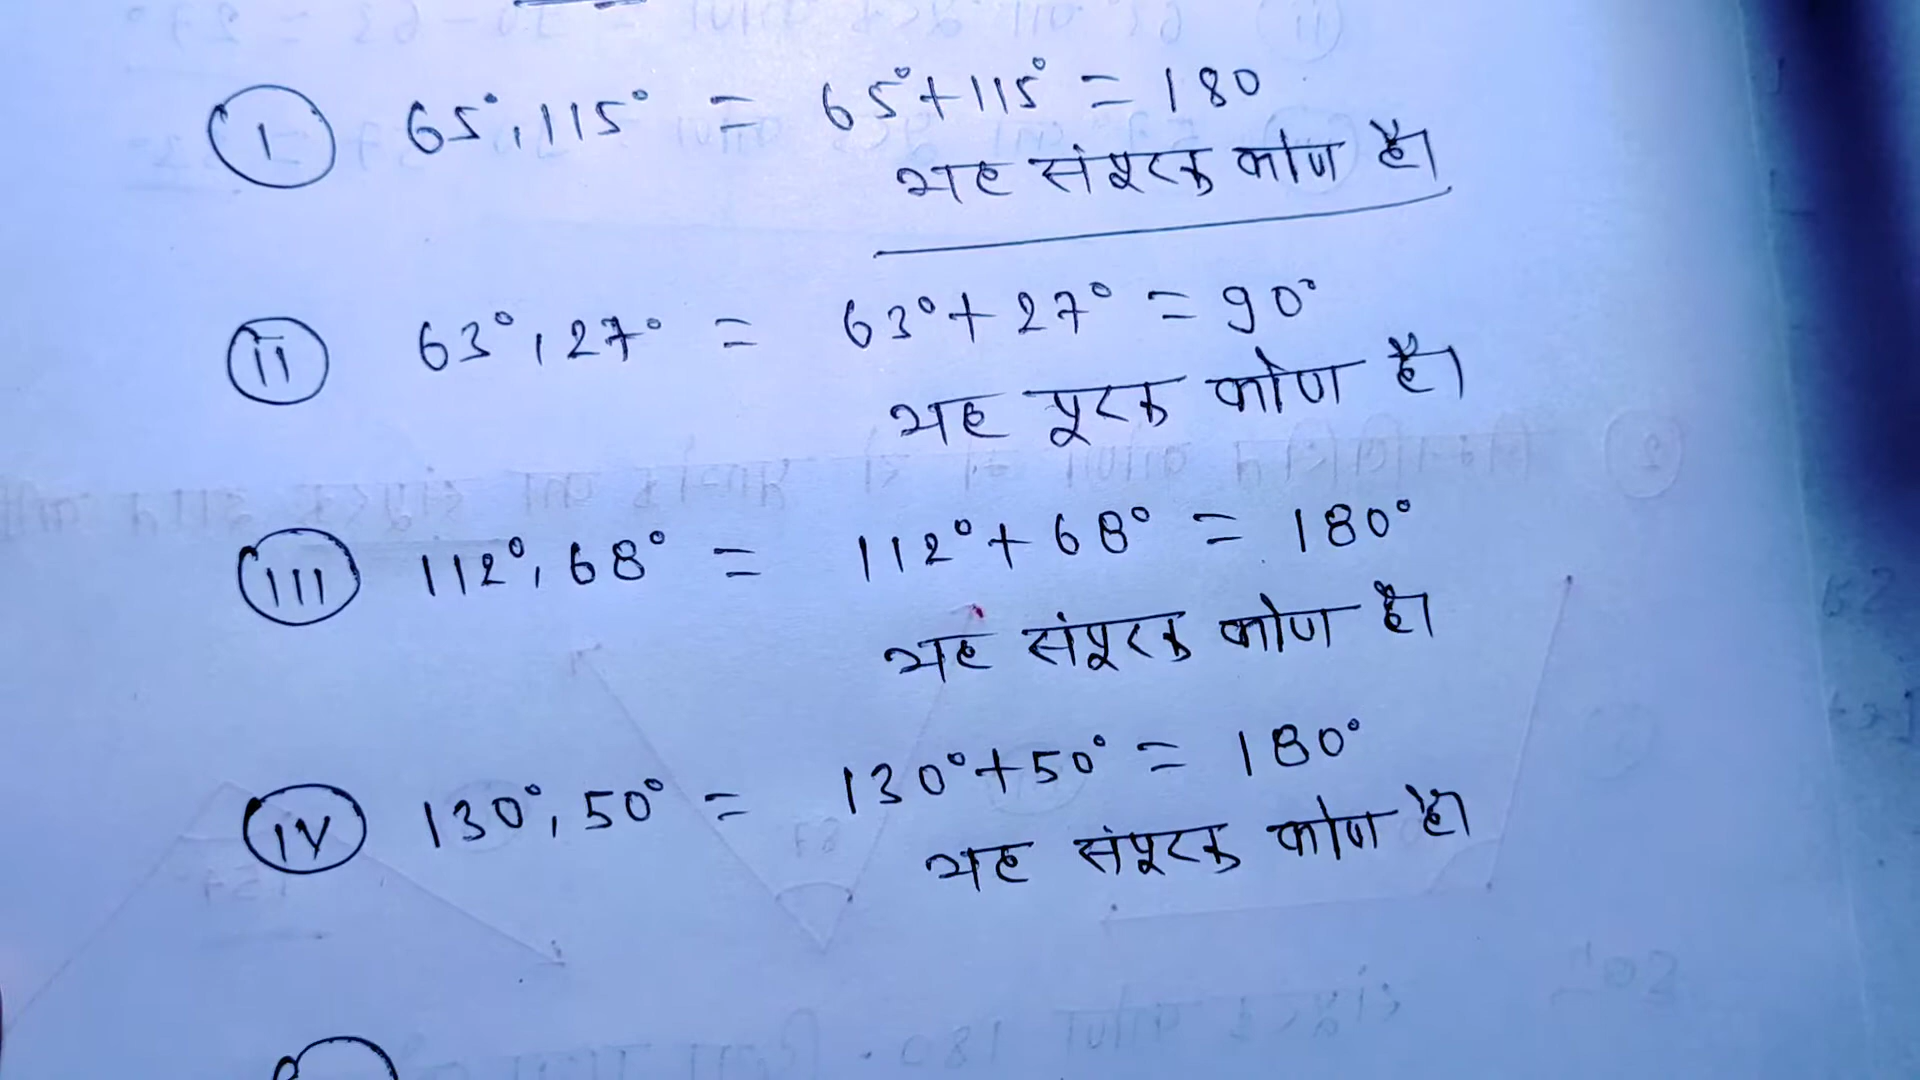 I 65°, 115° = 65°+115° = 180
यह संपूरक कोण है।
II 63°, 27° = 63°+27° = 90°
यह पूरक कोण है।
III 112°, 68° = 112°+68° = 180°
यह संपूरक कोण है।
IV 130°, 50° = 130°+50° = 180°
यह संपूरक कोण है।